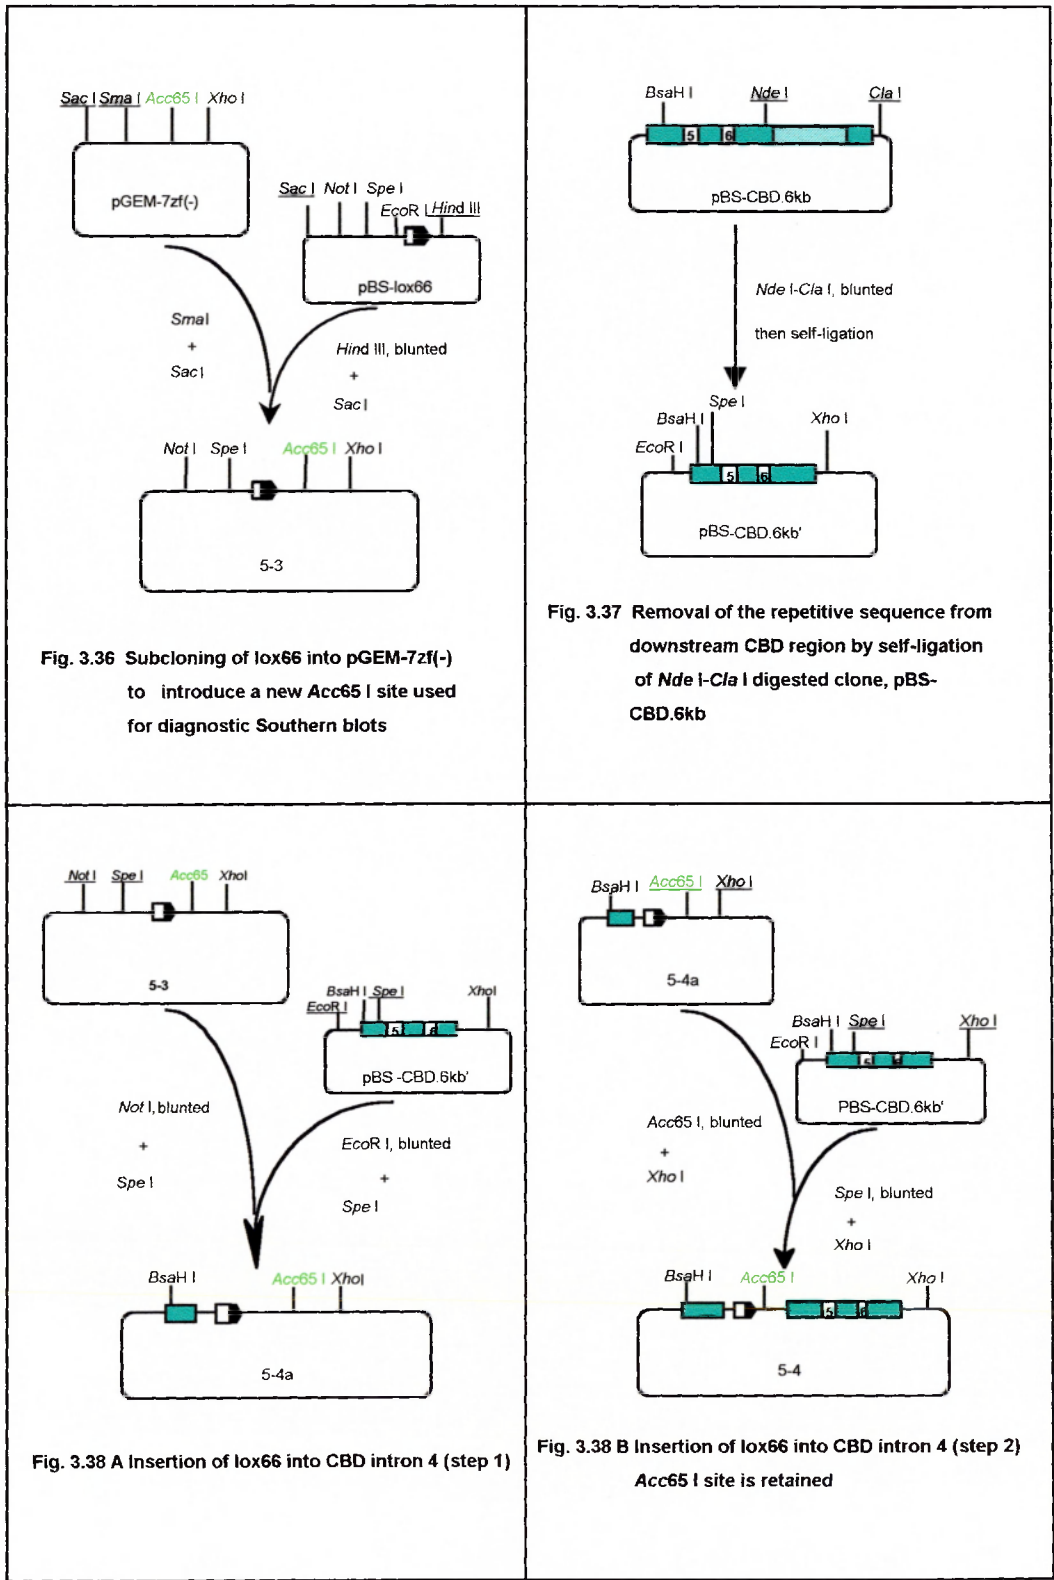 Sac I Sma I Acc65 I Xho I
pGEM-7zf(-)
Sac I Not I Spe I
EcoR I Hind III
pBS-lox66
SmaI
+
Sac I
Hind III, blunted
+
Sac I
Not I Spe I Acc65 I Xho I
5-3
Fig. 3.36 Subcloning of lox66 into pGEM-7zf(-)
to introduce a new Acc65 I site used
for diagnostic Southern blots
BsaH I Nde I Cla I
5 6
pBS-CBD.6kb
Nde I-Cla I, blunted
then self-ligation
Spe I
BsaH I Xho I
EcoR I
5 6
pBS-CBD.6kb'
Fig. 3.37 Removal of the repetitive sequence from
downstream CBD region by self-ligation
of Nde I-Cla I digested clone, pBS-
CBD.6kb
Not I Spe I Acc65 XhoI
5-3
BsaH I Spe I XhoI
EcoR I
5 6
pBS -CBD.6kb'
Not I, blunted
+
Spe I
EcoR I, blunted
+
Spe I
BsaH I Acc65 I XhoI
5-4a
Fig. 3.38 A Insertion of lox66 into CBD intron 4 (step 1)
BsaH I Acc65 I Xho I
5-4a
BsaH I Spe I Xho I
EcoR I
5 6
PBS-CBD.6kb'
Acc65 I, blunted
+
Xho I
Spe I, blunted
+
Xho I
BsaH I Acc65 I Xho I
5 6
5-4
Fig. 3.38 B Insertion of lox66 into CBD intron 4 (step 2)
Acc65 I site is retained